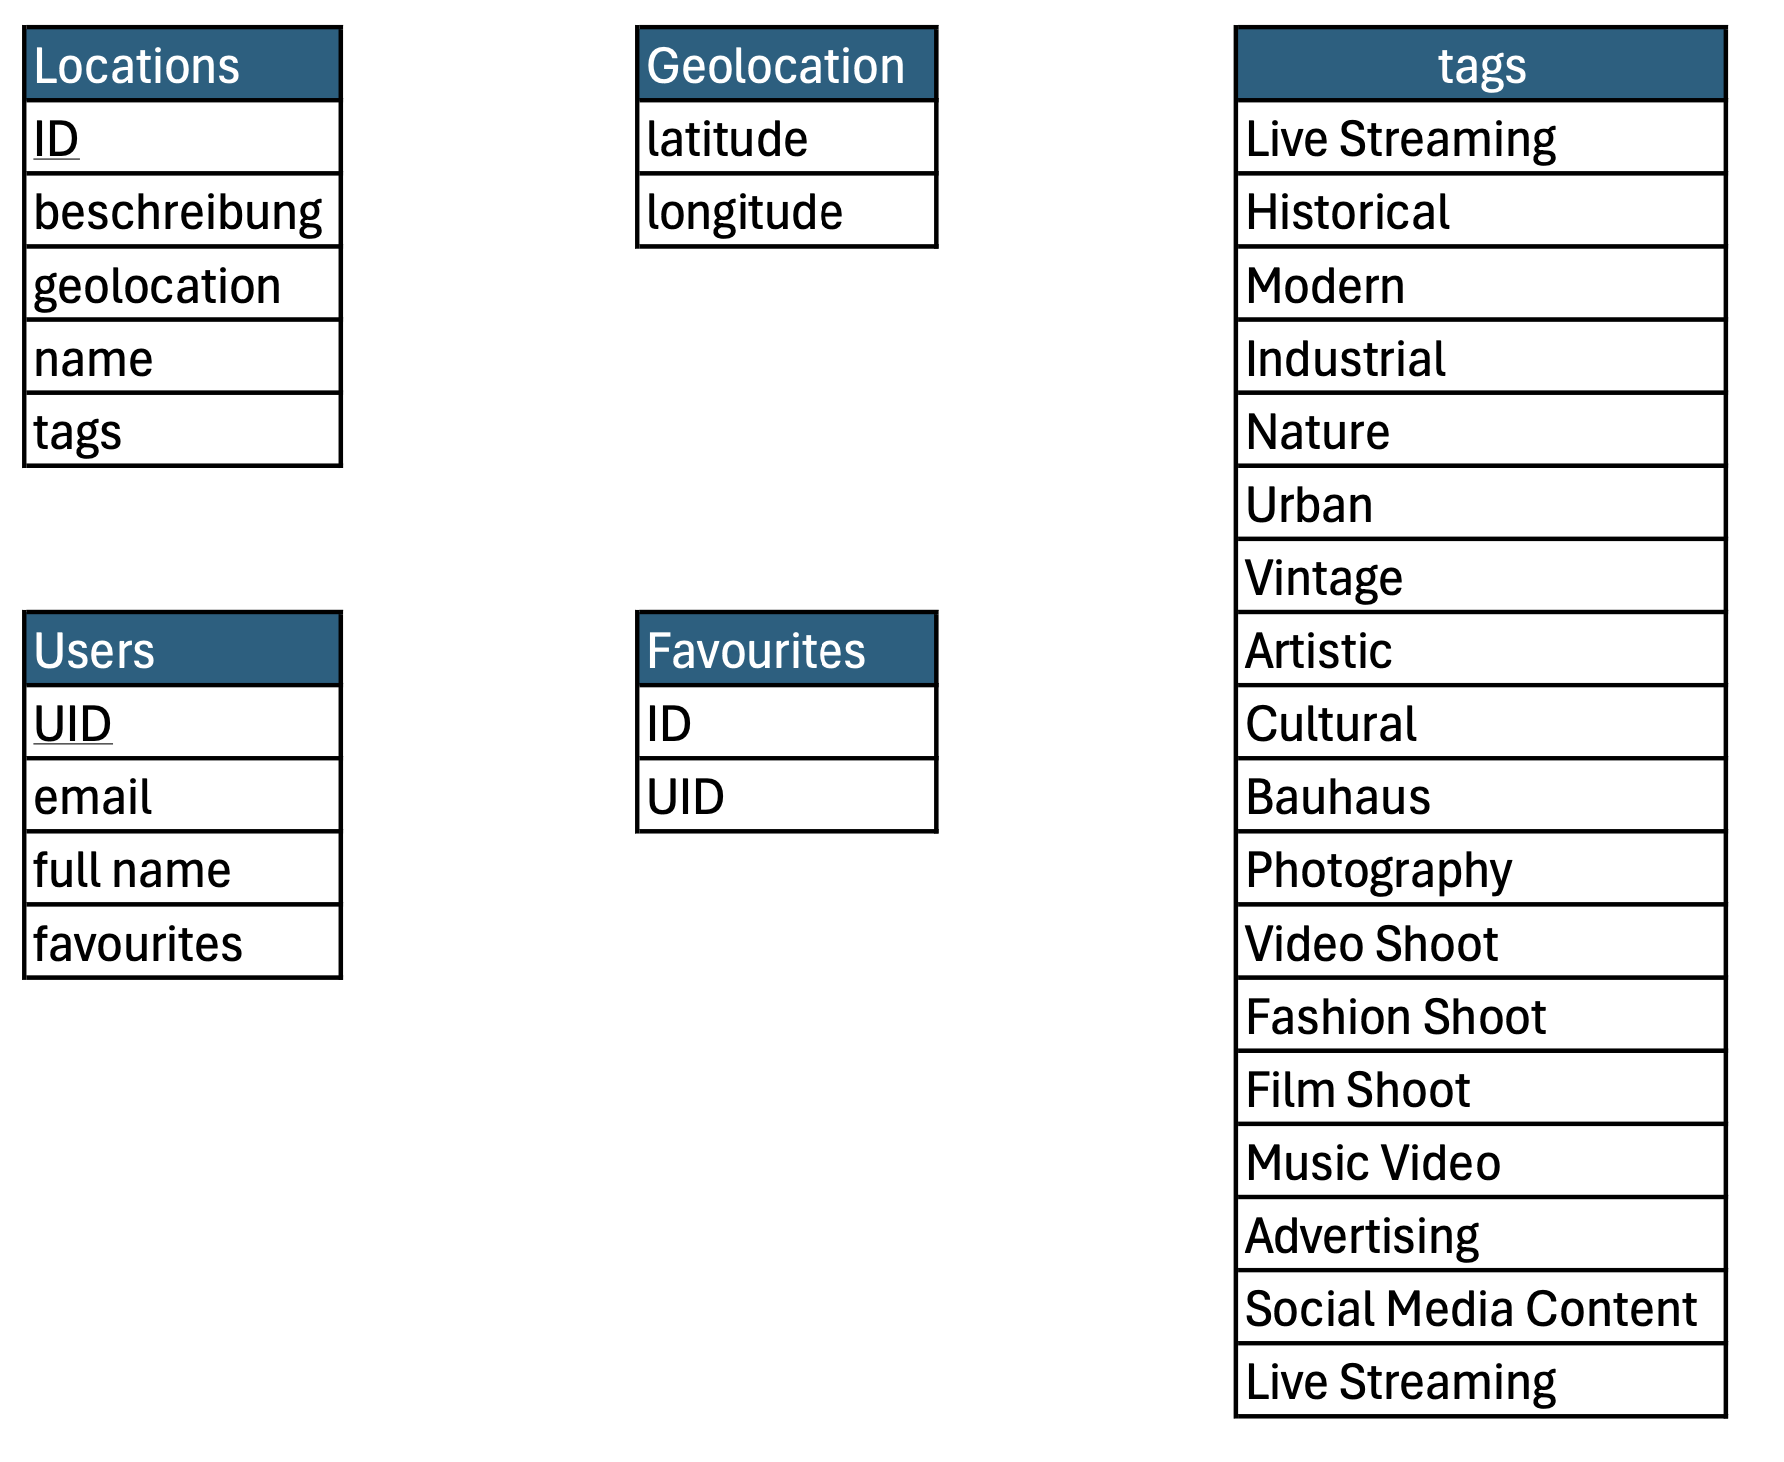 Locations
ID
beschreibung
geolocation
name
tags
Geolocation
latitude
longitude
Users
UID
email
full name
favourites
Favourites
ID
UID
tags
Live Streaming
Historical
Modern
Industrial
Nature
Urban
Vintage
Artistic
Cultural
Bauhaus
Photography
Video Shoot
Fashion Shoot
Film Shoot
Music Video
Advertising
Social Media Content
Live Streaming